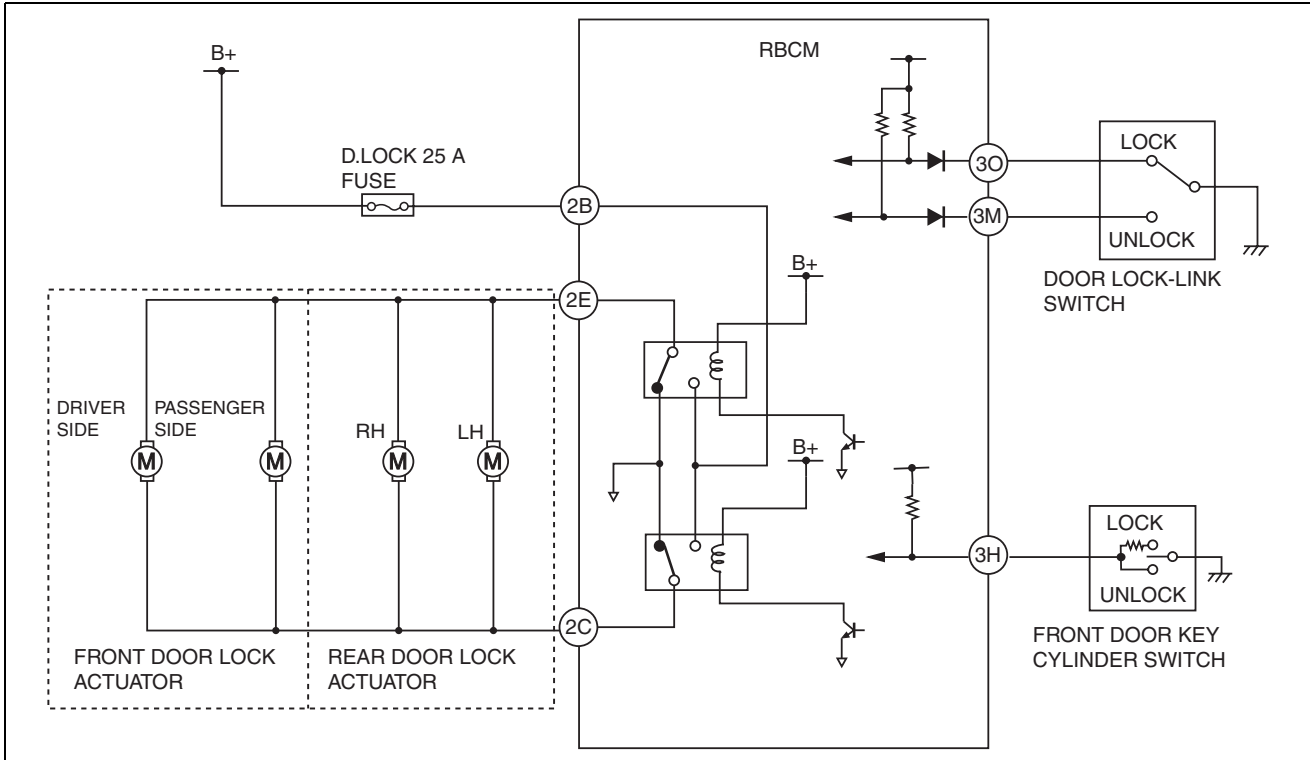 RBCM
B+
D.LOCK 25 A
FUSE
2B
3O
3M
LOCK
UNLOCK
DOOR LOCK-LINK
SWITCH
2E
B+
DRIVER
SIDE
PASSENGER
SIDE
RH
LH
M
M
M
M
B+
3H
LOCK
UNLOCK
FRONT DOOR KEY
CYLINDER SWITCH
2C
FRONT DOOR LOCK
ACTUATOR
REAR DOOR LOCK
ACTUATOR